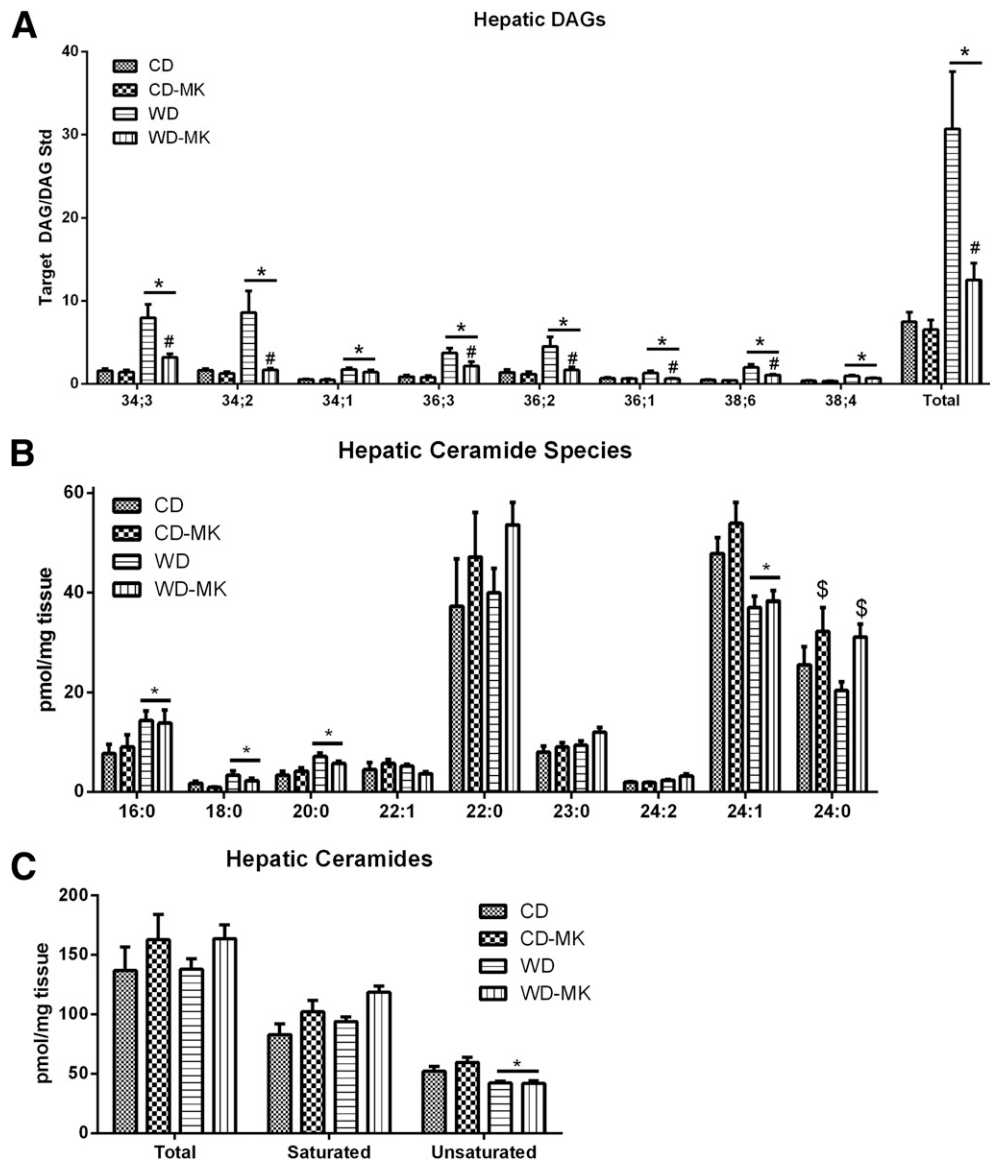 A
Hepatic DAGs
CD
CD-MK
WD
WD-MK
Target DAG/DAG Std
40
30
20
10
0
* * * * * * * * *
# # # # # # #
34;3 34;2 34;1 36;3 36;2 36;1 38;6 38;4 Total
B
Hepatic Ceramide Species
CD
CD-MK
WD
WD-MK
pmol/mg tissue
60
40
20
0
* * * * $ $
16:0 18:0 20:0 22:1 22:0 23:0 24:2 24:1 24:0
C
Hepatic Ceramides
CD
CD-MK
WD
WD-MK
pmol/mg tissue
200
150
100
50
0
*
Total Saturated Unsaturated